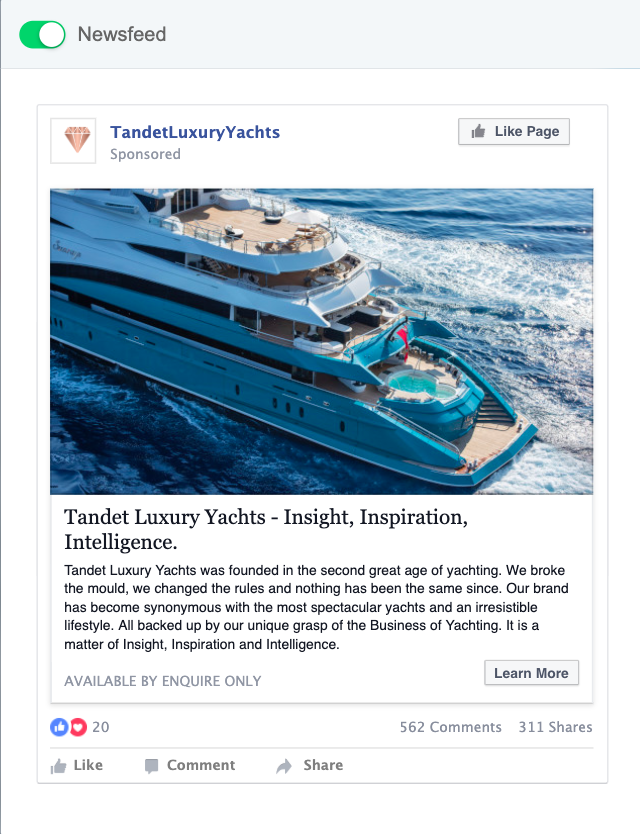 Newsfeed
TandetLuxuryYachts
Sponsored
Like Page
Tandet Luxury Yachts - Insight, Inspiration,
Intelligence.
Tandet Luxury Yachts was founded in the second great age of yachting. We broke
the mould, we changed the rules and nothing has been the same since. Our brand
has become synonymous with the most spectacular yachts and an irresistible
lifestyle. All backed up by our unique grasp of the Business of Yachting. It is a
matter of Insight, Inspiration and Intelligence.
AVAILABLE BY ENQUIRE ONLY
Learn More
20
562 Comments 311 Shares
Like Comment Share